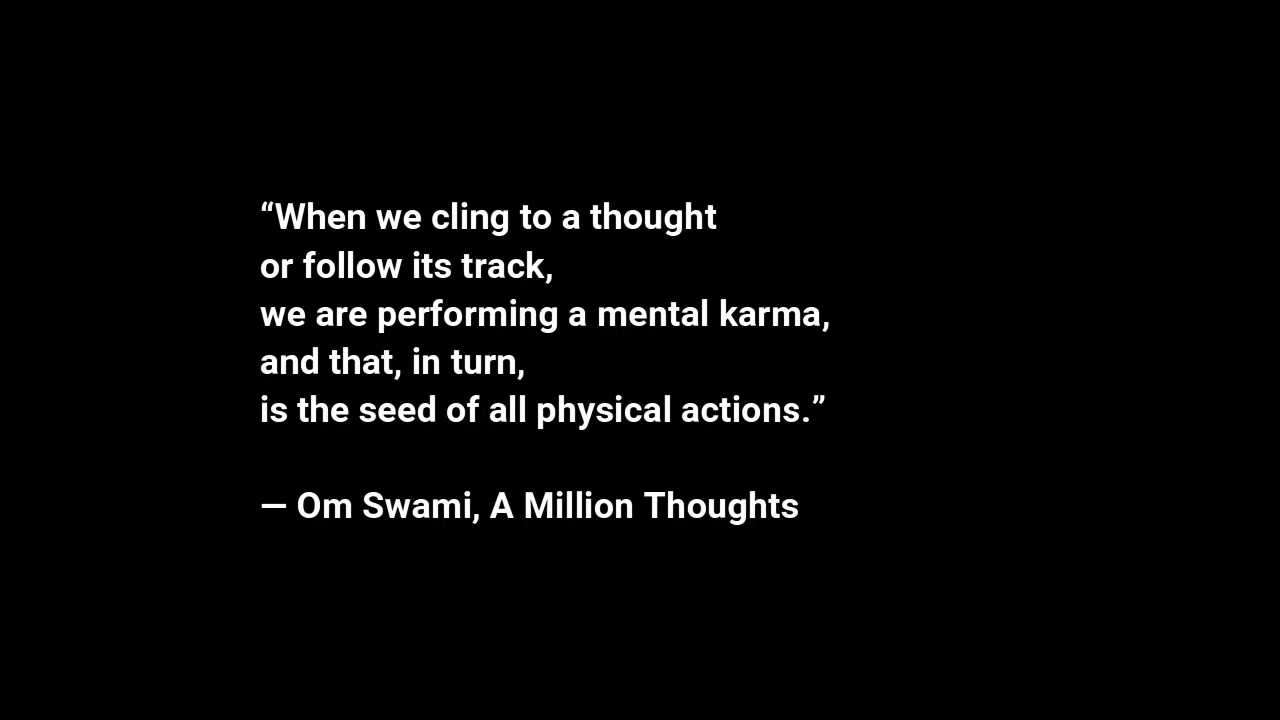 “When we cling to a thought
or follow its track,
we are performing a mental karma,
and that, in turn,
is the seed of all physical actions.”
— Om Swami, A Million Thoughts